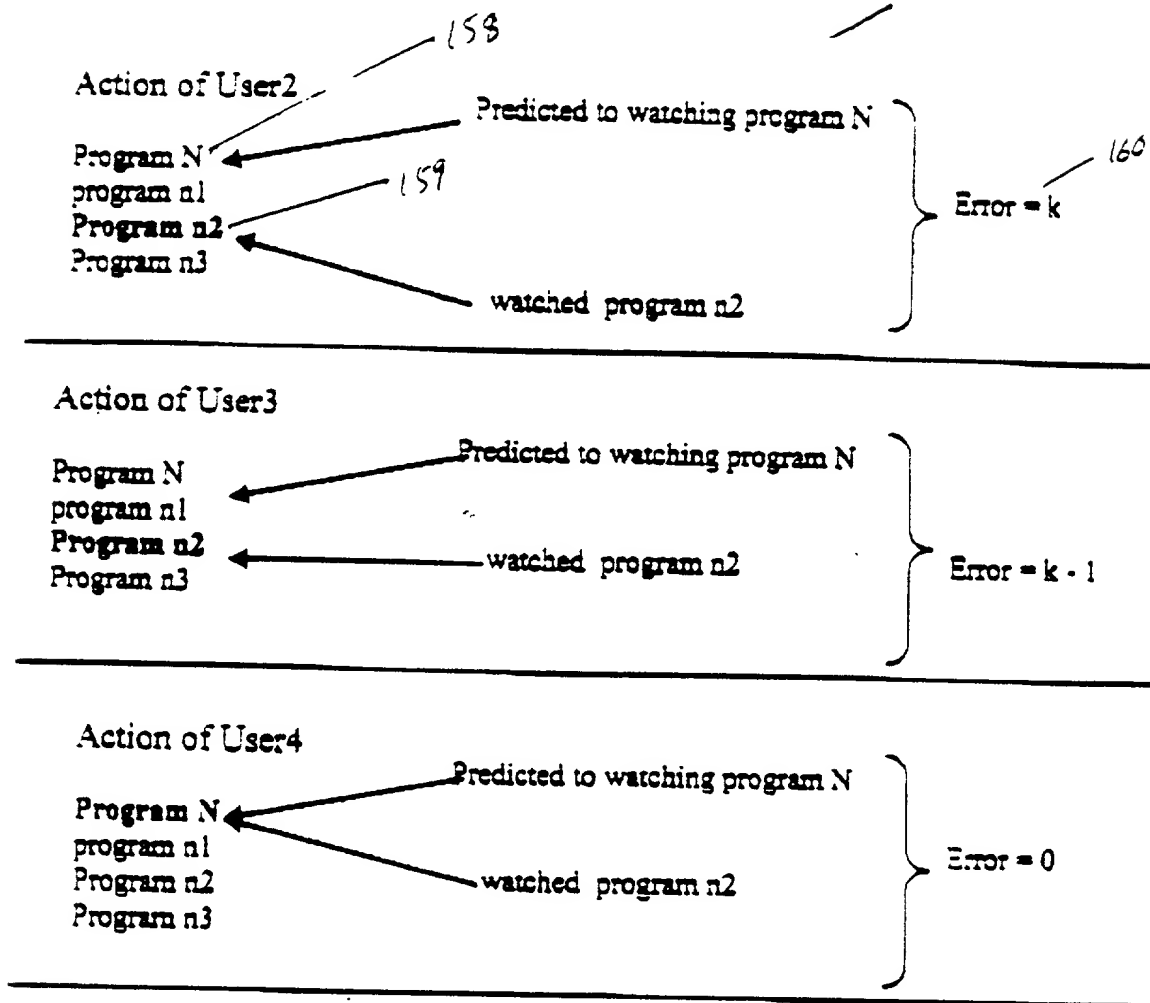 158
Action of User2
Predicted to watching program N
Program N
160
program n1
159
Error = k
Program n2
Program n3
watched program n2
Action of User3
Predicted to watching program N
Program N
program n1
Program n2
watched program n2
Error = k - 1
Program n3
Action of User4
Predicted to watching program N
Program N
program n1
Error = 0
Program n2
watched program n2
Program n3